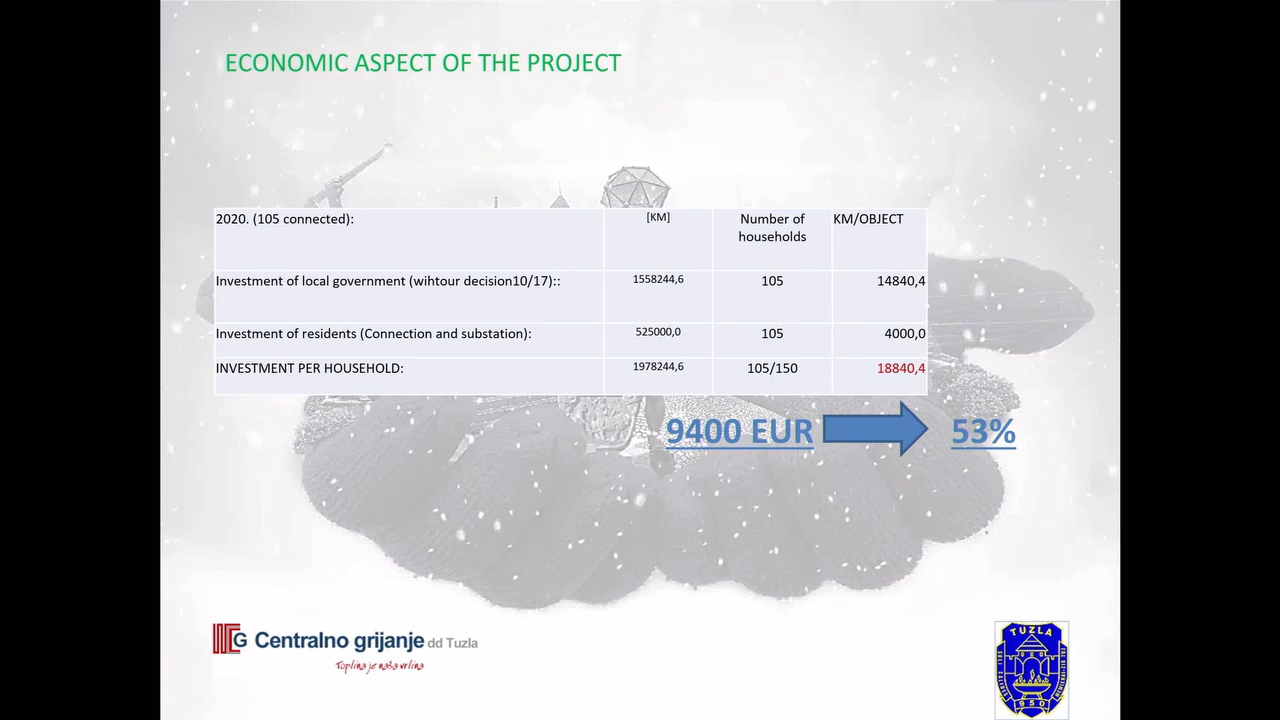 ECONOMIC ASPECT OF THE PROJECT
2020. (105 connected):
[KM]
Number of
households
KM/OBJECT
Investment of local government (wihtour decision10/17)::
1558244,6
105
14840,4
Investment of residents (Connection and substation):
525000,0
105
4000,0
INVESTMENT PER HOUSEHOLD:
1978244,6
105/150
18840,4
9400 EUR
53%
G Centralno grijanje dd Tuzla
Toplina je naša vrlina
TUZLA
950